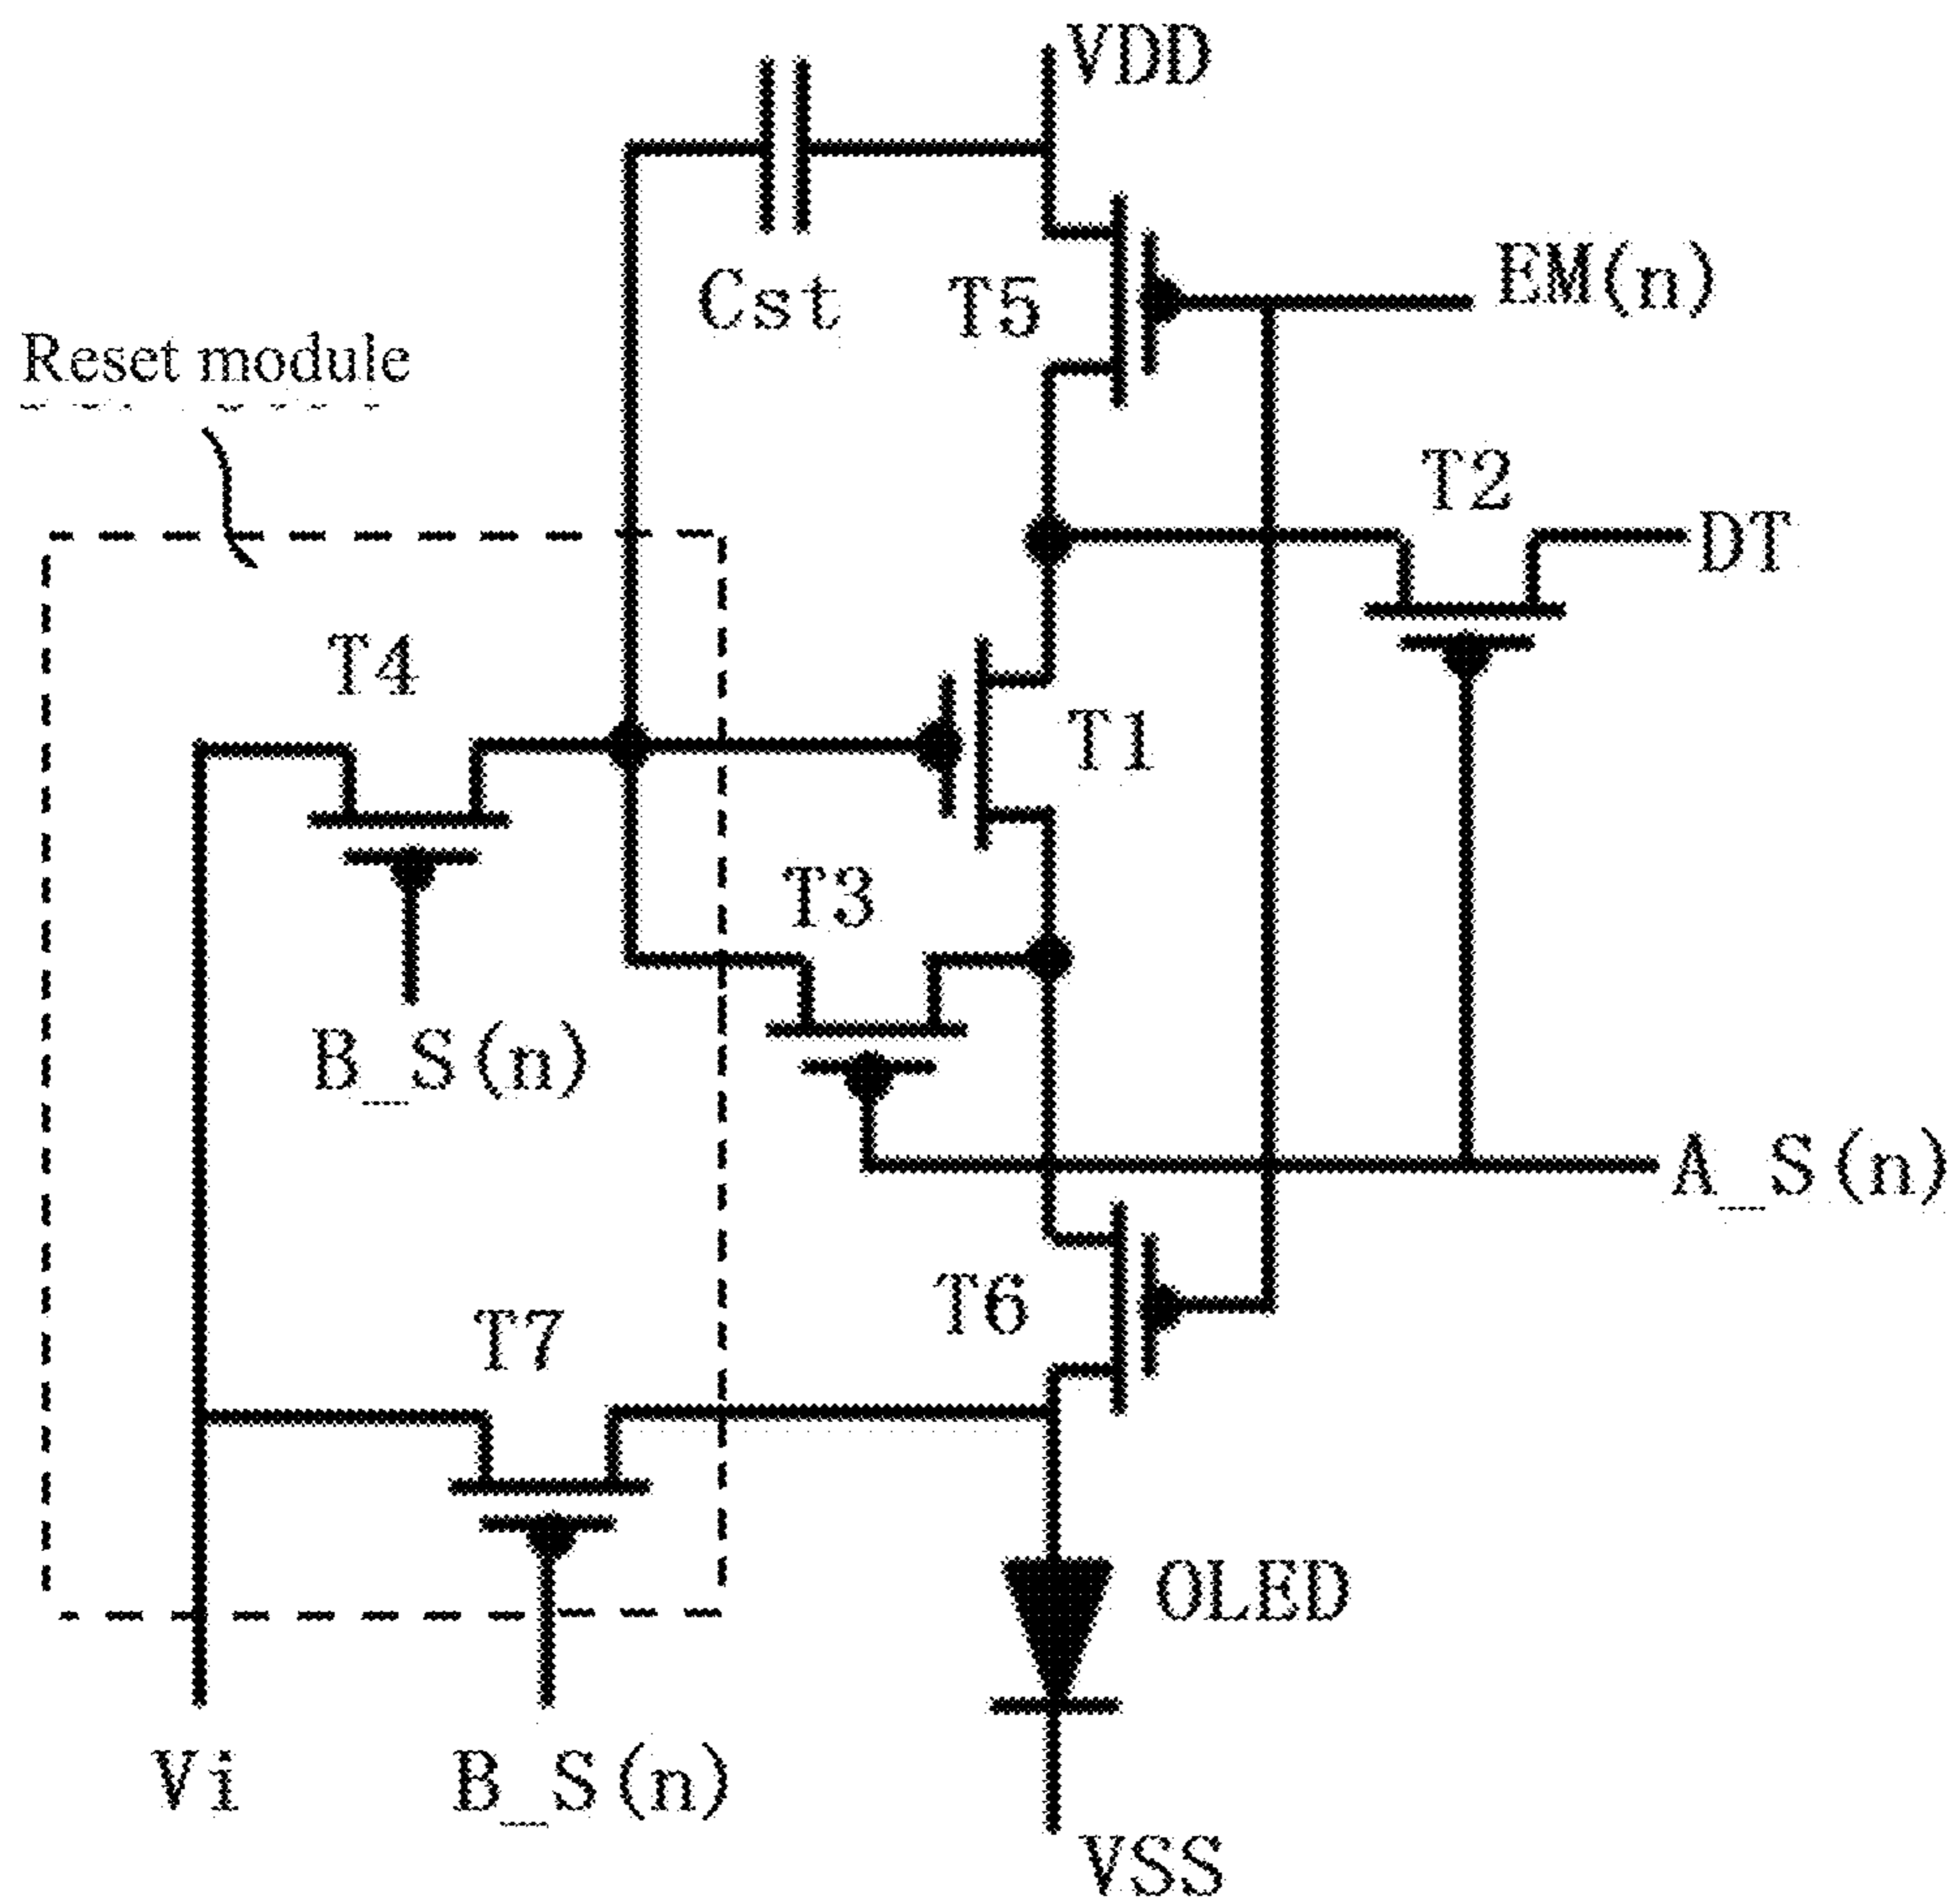 VDD
Cst
T5
EM(n)
Reset module
T2
DT
T4
T1
T3
B_S(n)
A_S(n)
T6
T7
OLED
Vi
B_S(n)
VSS